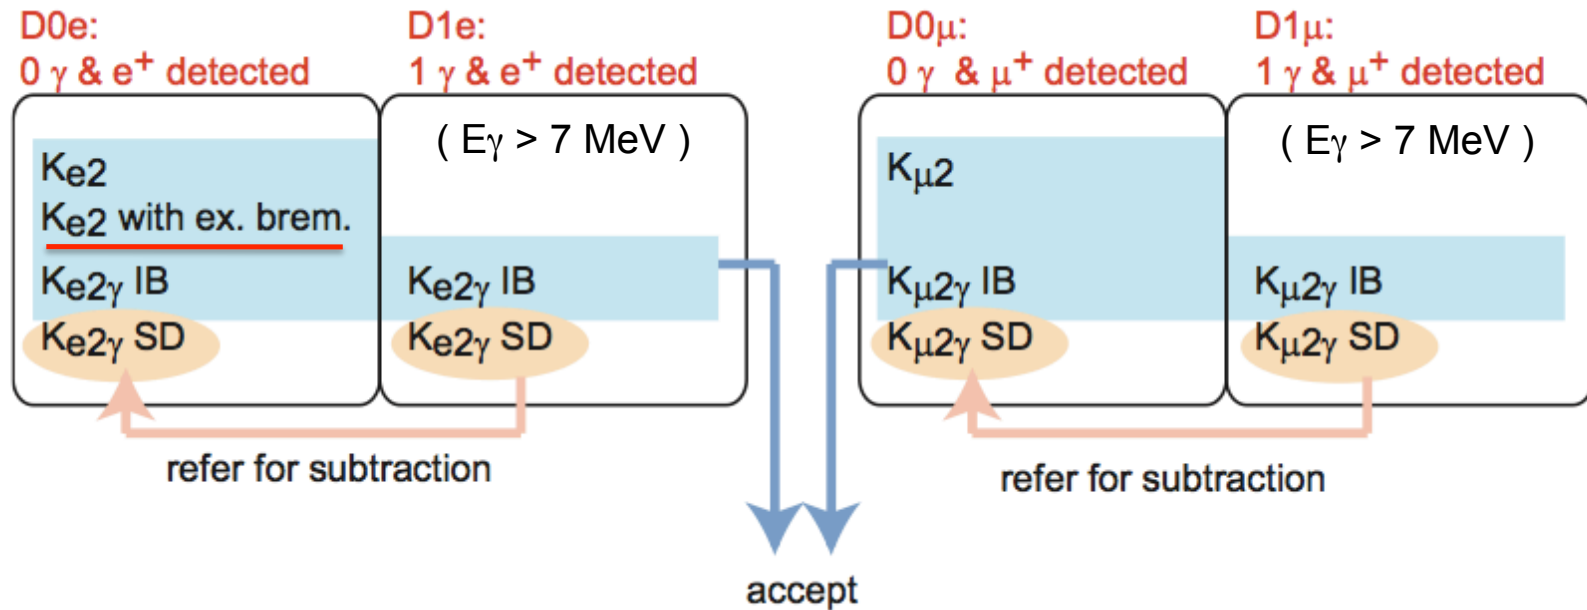 D0e:
0 γ & e⁺ detected
D1e:
1 γ & e⁺ detected
( Eγ > 7 MeV )
Ke2
Ke2 with ex. brem.
Ke2γ IB
Ke2γ SD
Ke2γ IB
Ke2γ SD
refer for subtraction
D0μ:
0 γ & μ⁺ detected
D1μ:
1 γ & μ⁺ detected
( Eγ > 7 MeV )
Kμ2
Kμ2γ IB
Kμ2γ SD
Kμ2γ IB
Kμ2γ SD
refer for subtraction
accept